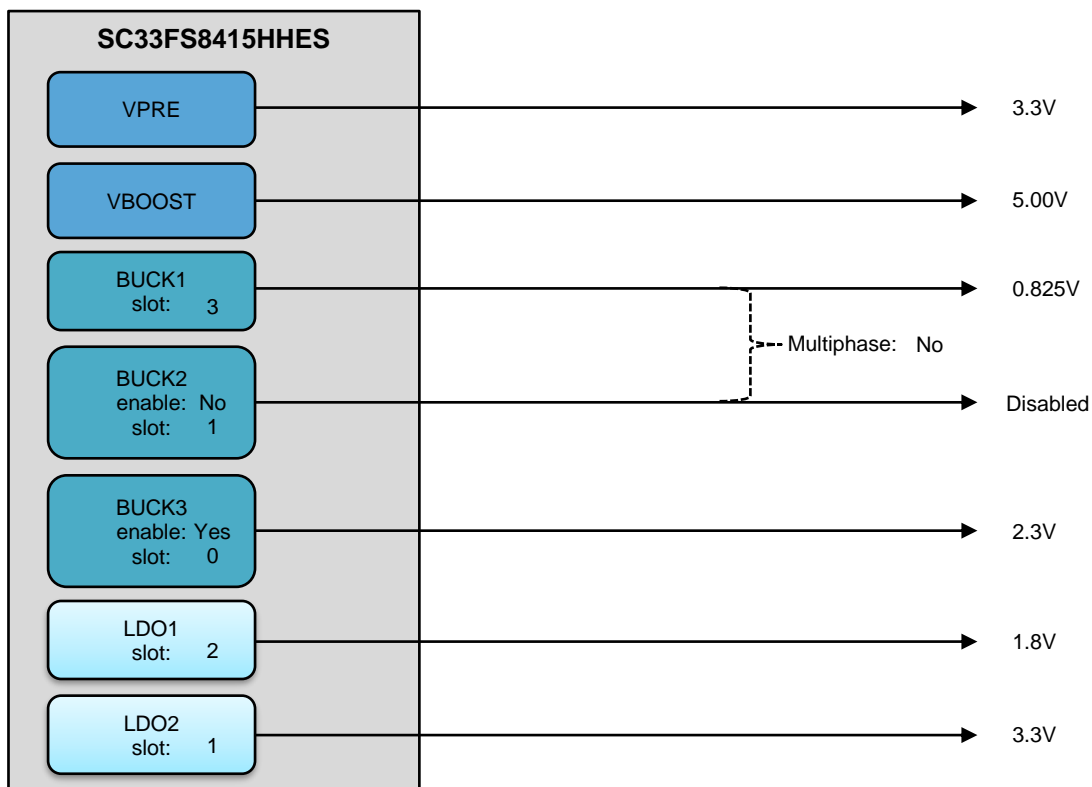 SC33FS8415HHES
VPRE
3.3V
VBOOST
5.00V
BUCK1
slot: 3
0.825V
Multiphase: No
BUCK2
enable: No
slot: 1
Disabled
BUCK3
enable: Yes
slot: 0
2.3V
LDO1
slot: 2
1.8V
LDO2
slot: 1
3.3V